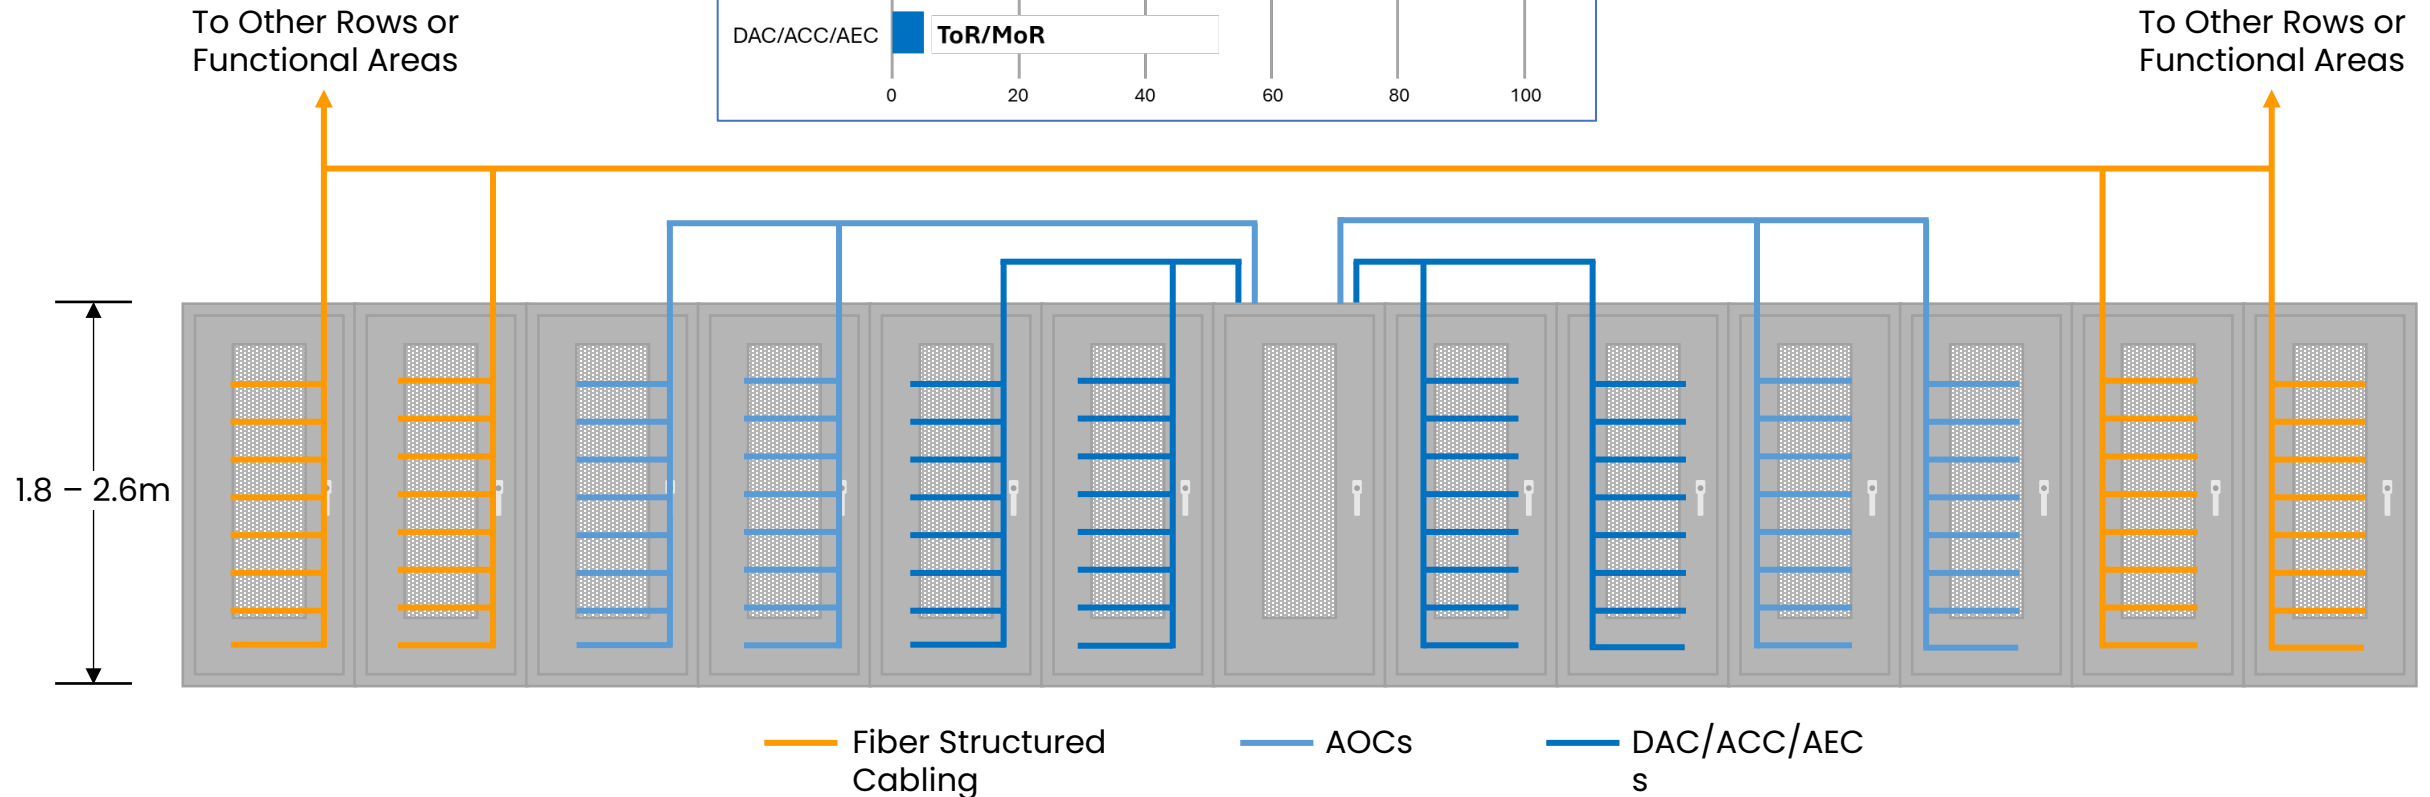 To Other Rows or
Functional Areas
DAC/ACC/AEC
ToR/MoR
0 20 40 60 80 100
To Other Rows or
Functional Areas
1.8 – 2.6m
Fiber Structured
Cabling
AOCs
DAC/ACC/AEC
s